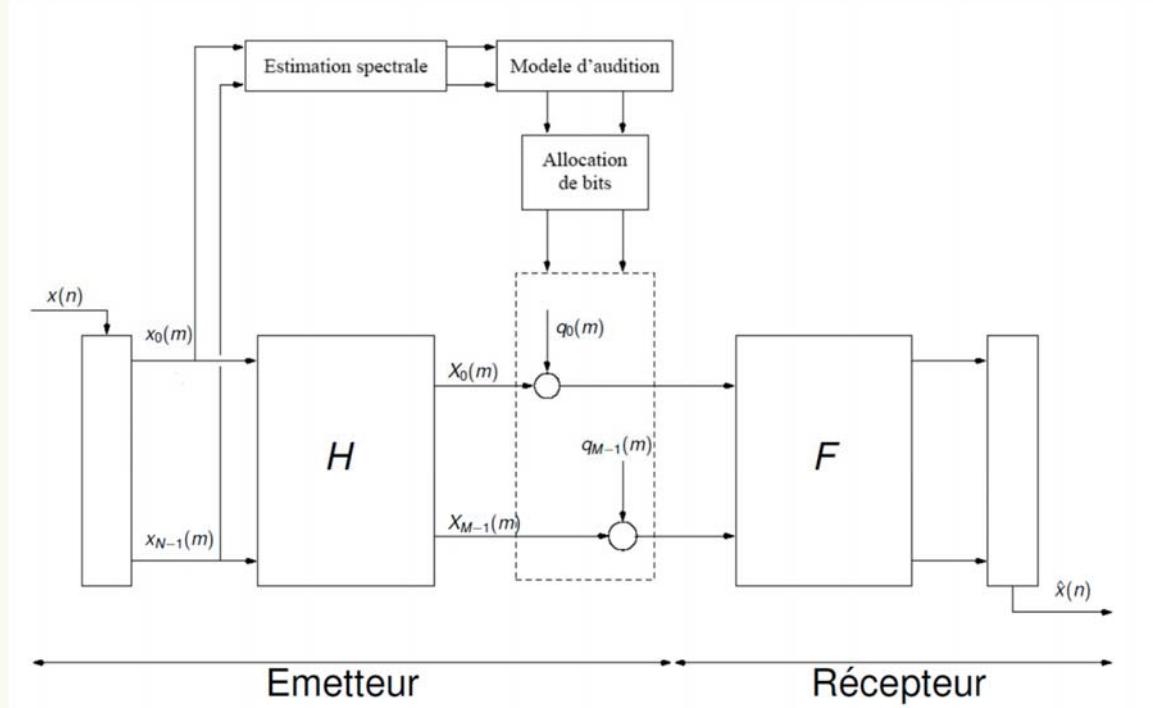 Estimation spectrale
Modele d'audition
Allocation
de bits
x(n)
x₀(m)
q₀(m)
X₀(m)
H
q_{M−1}(m)
F
X_{M−1}(m)
x_{N−1}(m)
x̂(n)
Emetteur
Récepteur